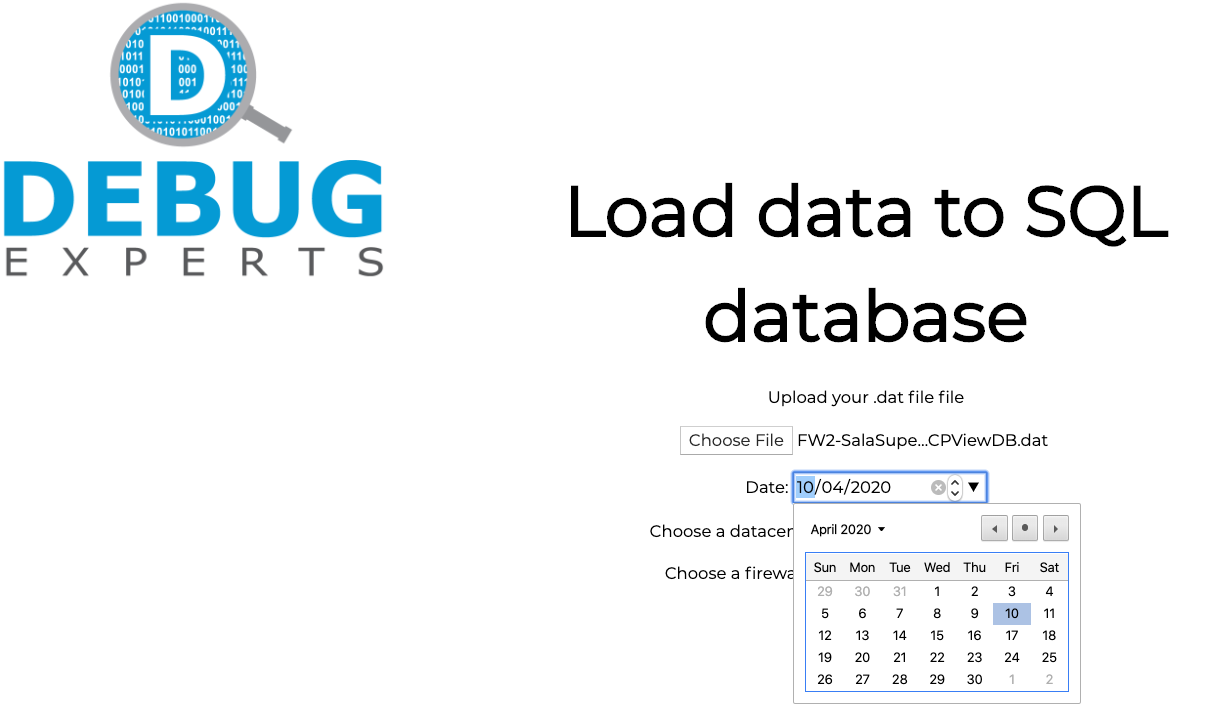 DEBUG
EXPERTS
Load data to SQL
database
Upload your .dat file file
Choose File FW2-SalaSupe...CPViewDB.dat
Date: 10/04/2020
Choose a datacen
Choose a firewa
April 2020
Sun Mon Tue Wed Thu Fri Sat
29 30 31 1 2 3 4
5 6 7 8 9 10 11
12 13 14 15 16 17 18
19 20 21 22 23 24 25
26 27 28 29 30 1 2